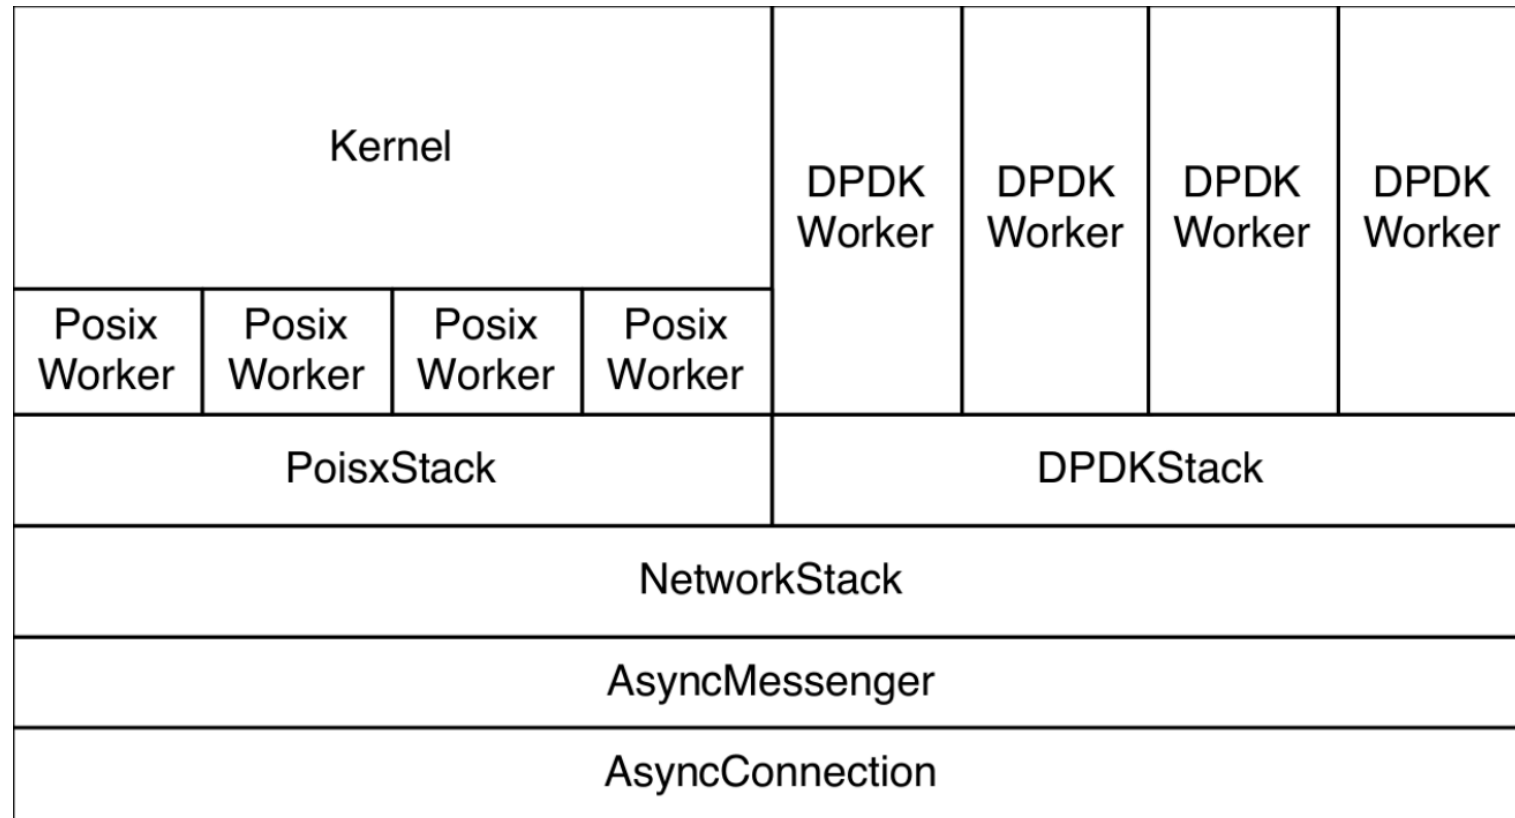 Kernel
DPDK
Worker
DPDK
Worker
DPDK
Worker
DPDK
Worker
Posix
Worker
Posix
Worker
Posix
Worker
Posix
Worker
PoisxStack
DPDKStack
NetworkStack
AsyncMessenger
AsyncConnection